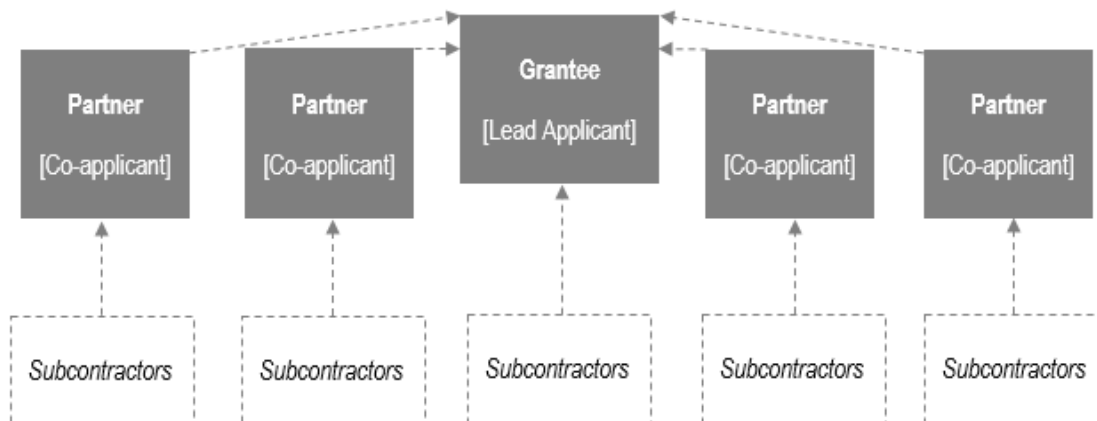 Grantee
[Lead Applicant]
Partner
[Co-applicant]
Partner
[Co-applicant]
Partner
[Co-applicant]
Partner
[Co-applicant]
Subcontractors
Subcontractors
Subcontractors
Subcontractors
Subcontractors